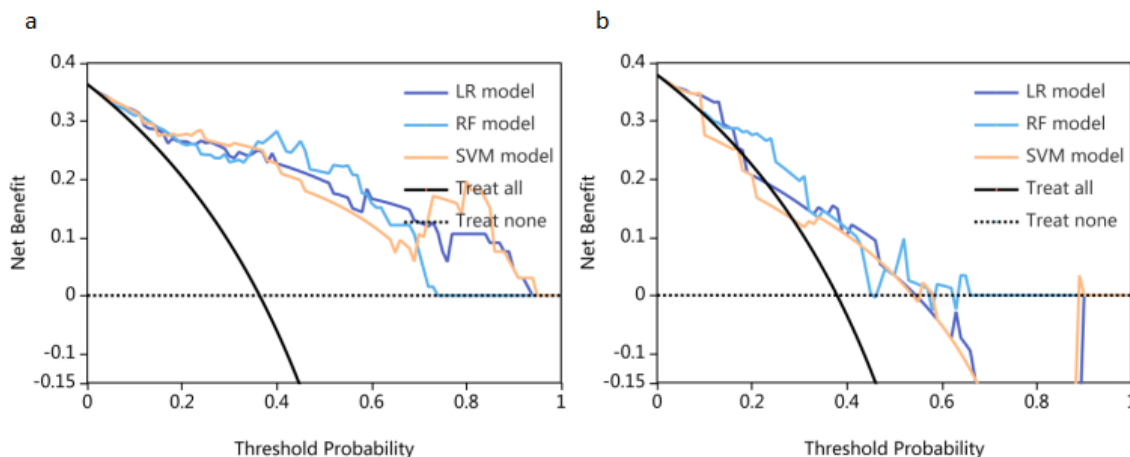 a
0.4
0.3
0.2
0.1
0
-0.1
-0.15
Net Benefit
0
0.2
0.4
0.6
0.8
1
Threshold Probability
LR model
RF model
SVM model
Treat all
Treat none
b
0.4
0.3
0.2
0.1
0
-0.1
-0.15
Net Benefit
0
0.2
0.4
0.6
0.8
1
Threshold Probability
LR model
RF model
SVM model
Treat all
Treat none